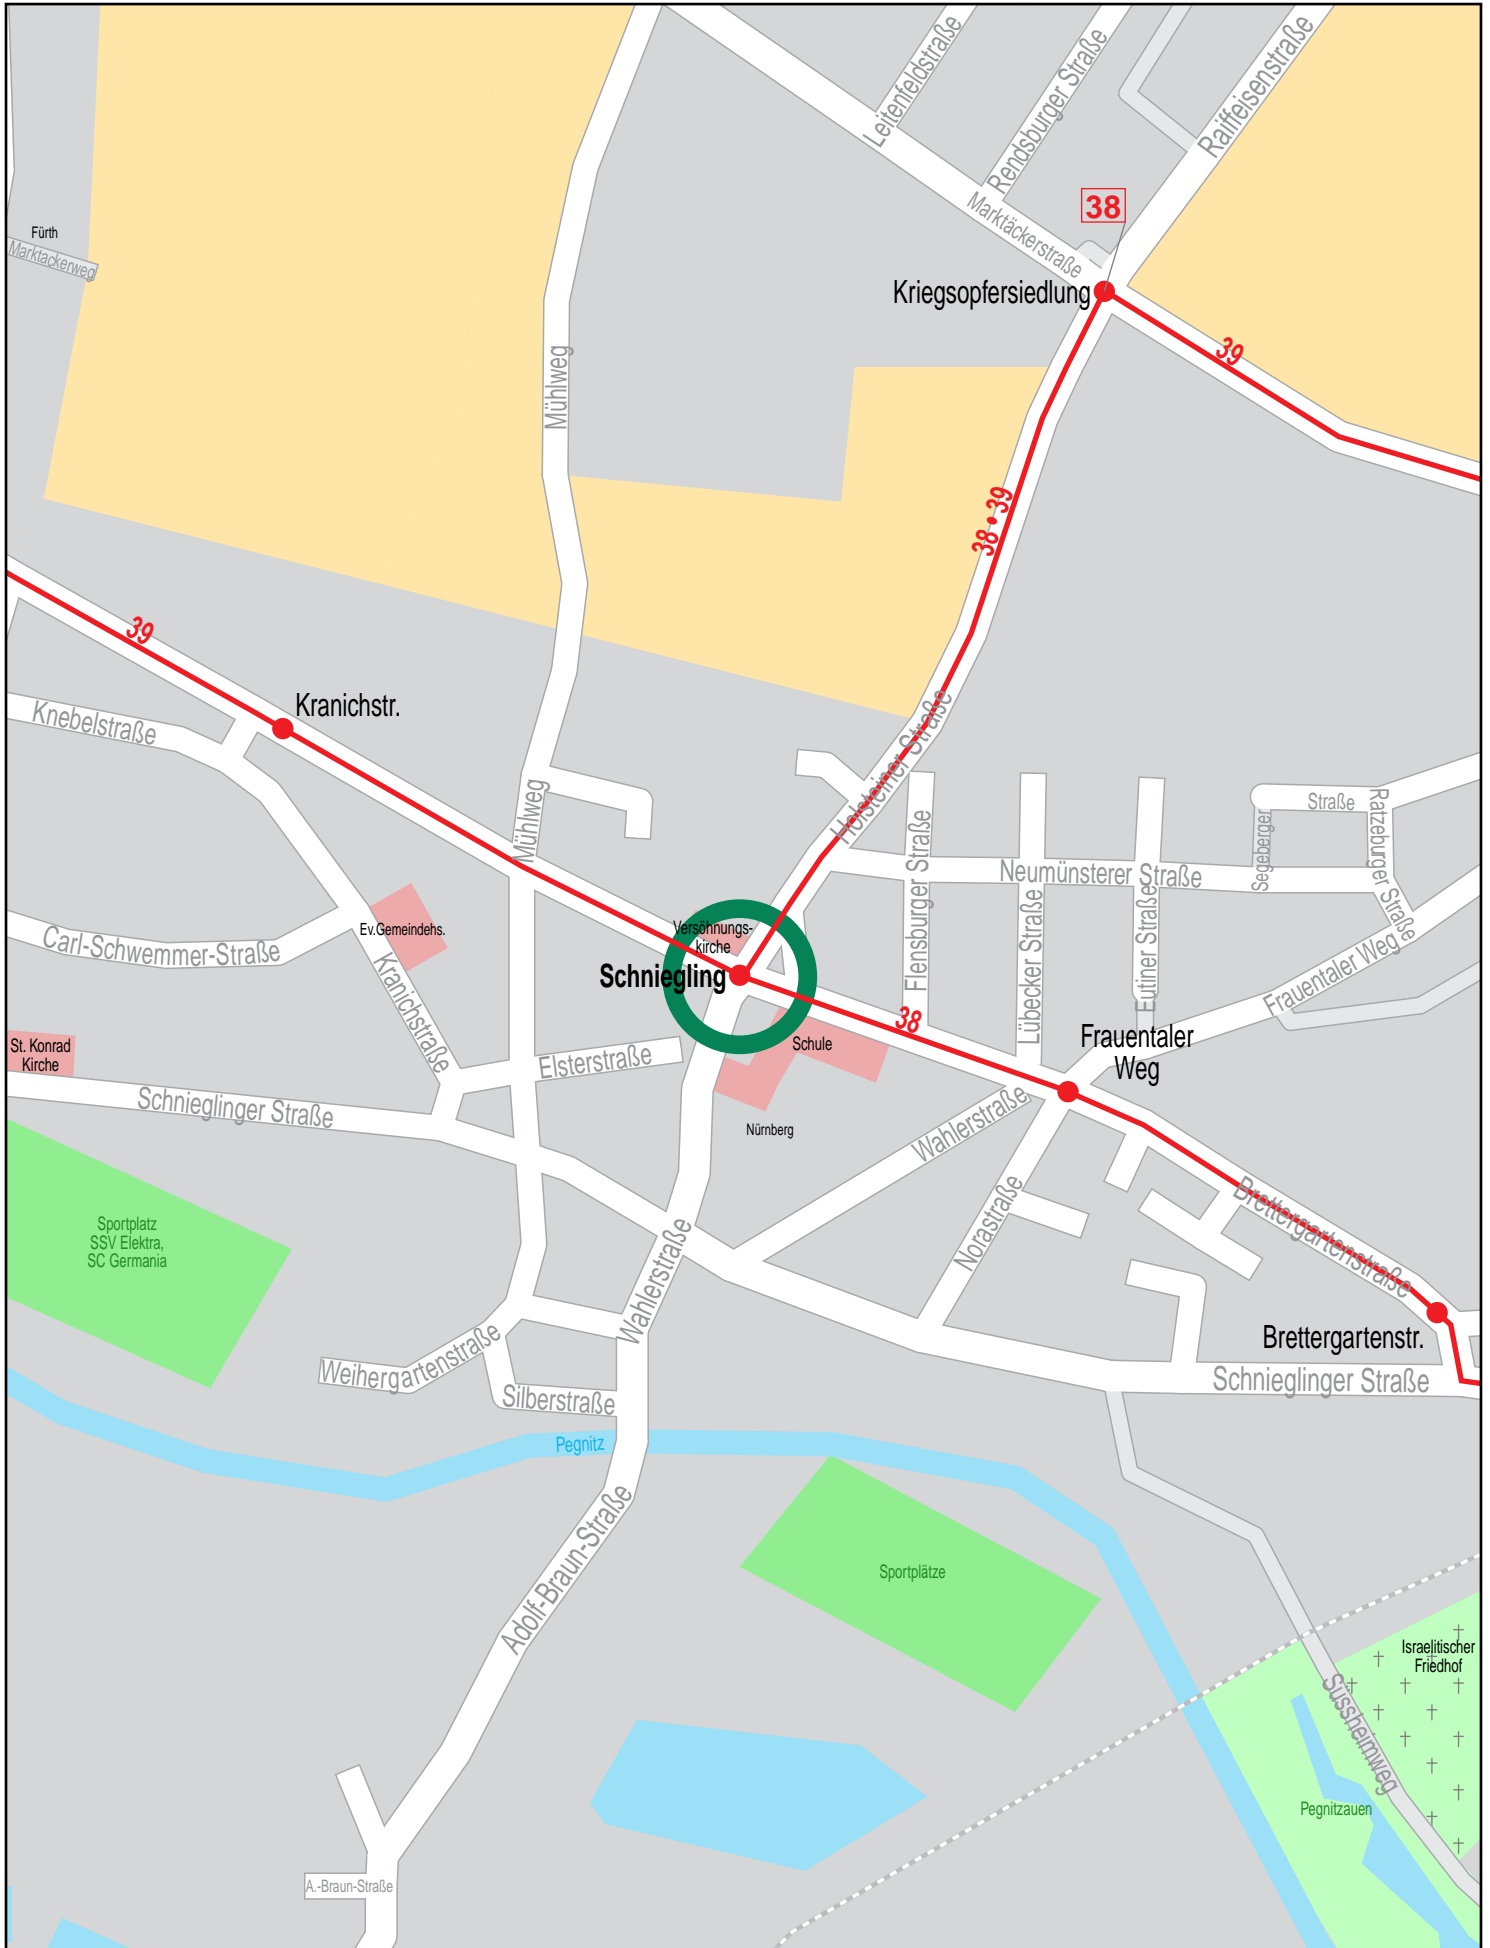 Leitenfeldstraße
Rendsburger Straße
Raiffeisenstraße
38
Marktäckerstraße
Fürth
Marktackerweg
Kriegsopfersiedlung
39
Mühlweg
38 • 39
39
Kranichstr.
Knebelstraße
Holsteiner Straße
Mühlweg
Straße
Segeberger
Ratzeburger Straße
Flensburger Straße
Neumünsterer Straße
Lübecker Straße
Eutiner Straße
Frauentaler Weg
Ev.Gemeindehs.
Versöhnungs-
kirche
Carl-Schwemmer-Straße
Kranichstraße
Schniegling
38
St. Konrad
Kirche
Elsterstraße
Schule
Frauentaler
Weg
Schnieglinger Straße
Nürnberg
Wahlerstraße
Norastraße
Brettergartenstraße
Sportplatz
SSV Elektra,
SC Germania
Wahlerstraße
Brettergartenstr.
Weihergartenstraße
Silberstraße
Schnieglinger Straße
Pegnitz
Adolf-Braun-Straße
Sportplätze
Israelitischer
Friedhof
Süssheimweg
Pegnitzauen
A.-Braun-Straße